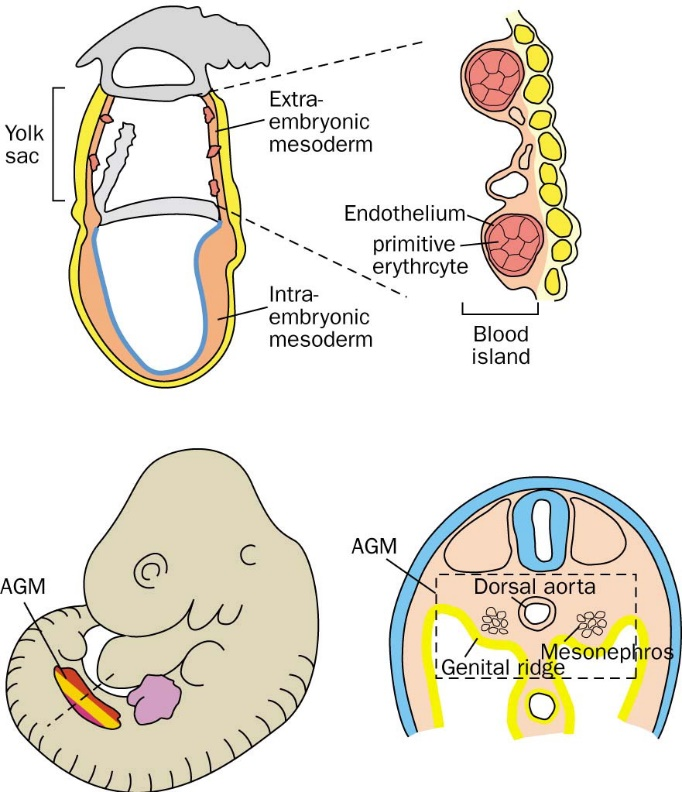 Extra-
embryonic
mesoderm
Yolk
sac
Endothelium
primitive
erythrcyte
Intra-
embryonic
mesoderm
Blood
island
AGM
AGM
Dorsal aorta
Mesonephros
Genital ridge